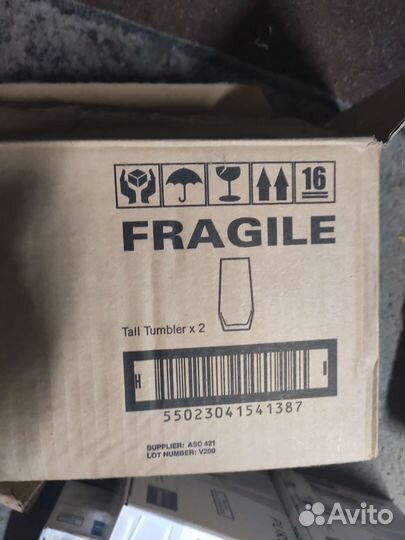 16
FRAGILE
Tall Tumbler x 2
H
55023041541387
SUPPLIER: ASC 421
LOT NUMBER: V200
Avito